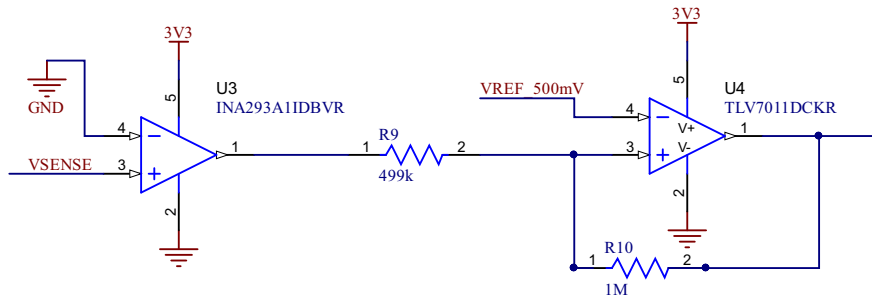 3V3
3V3
U3
INA293A1IDBVR
U4
TLV7011DCKR
GND
VREF_500mV
5
5
4
4
V+
1
R9
1
1
2
VSENSE
3
3
V-
499k
2
2
R10
1
2
1M